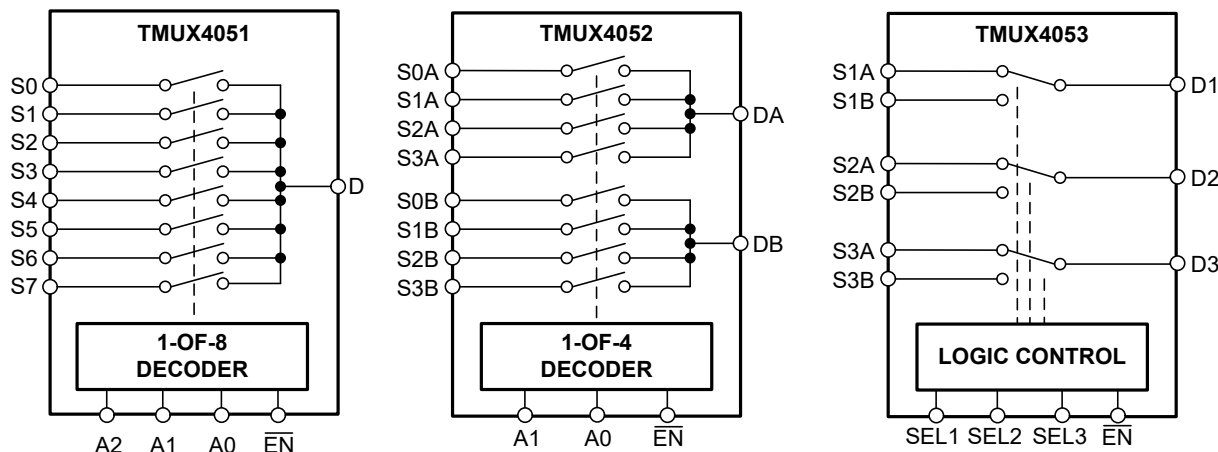 TMUX4051
S0
S1
S2
S3
S4
S5
S6
S7
D
1-OF-8
DECODER
A2 A1 A0 EN
TMUX4052
S0A
S1A
S2A
S3A
DA
S0B
S1B
S2B
S3B
DB
1-OF-4
DECODER
A1 A0 EN
TMUX4053
S1A
S1B
D1
S2A
S2B
D2
S3A
S3B
D3
LOGIC CONTROL
SEL1 SEL2 SEL3 EN